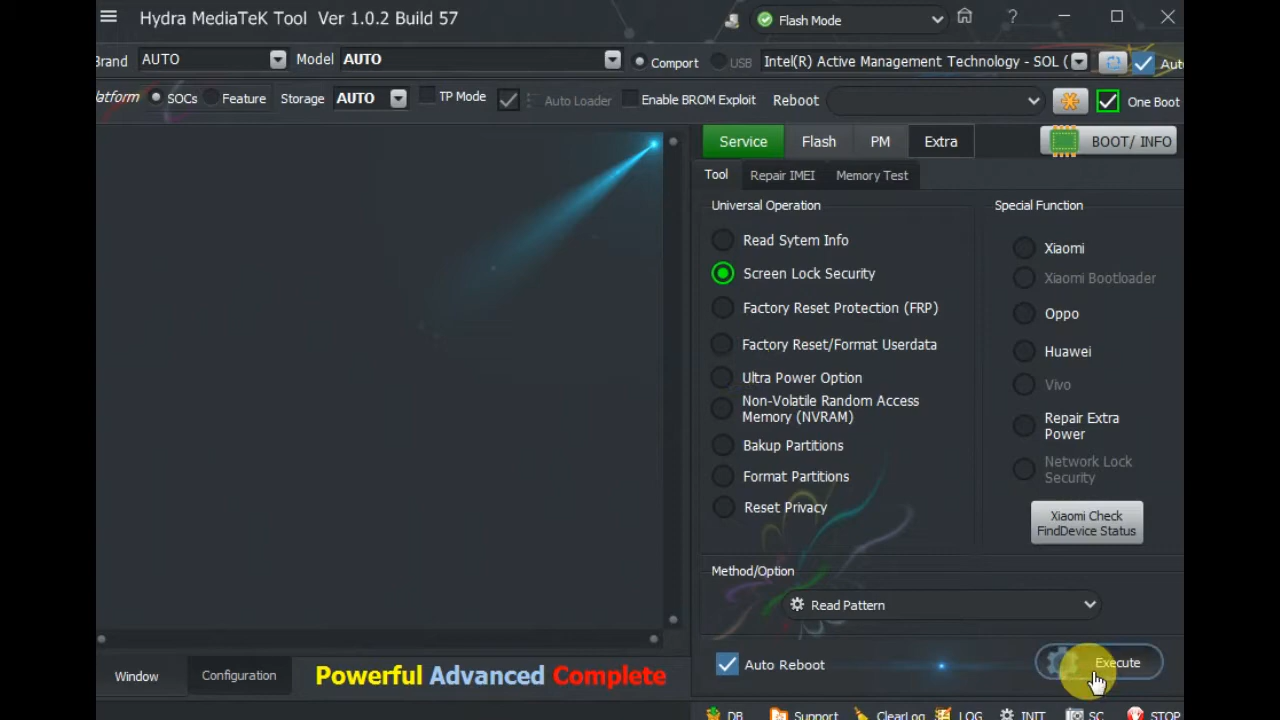 Hydra MediaTeK Tool Ver 1.0.2 Build 57
Flash Mode
?
Brand AUTO Model AUTO Comport USB Intel(R) Active Management Technology - SOL ( Aut
latform SOCs Feature Storage AUTO TP Mode Auto Loader Enable BROM Exploit Reboot One Boot
Service Flash PM Extra BOOT/ INFO
Tool Repair IMEI Memory Test
Universal Operation
Read Sytem Info
Screen Lock Security
Factory Reset Protection (FRP)
Factory Reset/Format Userdata
Ultra Power Option
Non-Volatile Random Access
Memory (NVRAM)
Bakup Partitions
Format Partitions
Reset Privacy
Special Function
Xiaomi
Xiaomi Bootloader
Oppo
Huawei
Vivo
Repair Extra
Power
Network Lock
Security
Xiaomi Check
FindDevice Status
Method/Option
Read Pattern
Auto Reboot Execute
Window Configuration Powerful Advanced Complete
DB Support ClearLog LOG INIT SC STOP